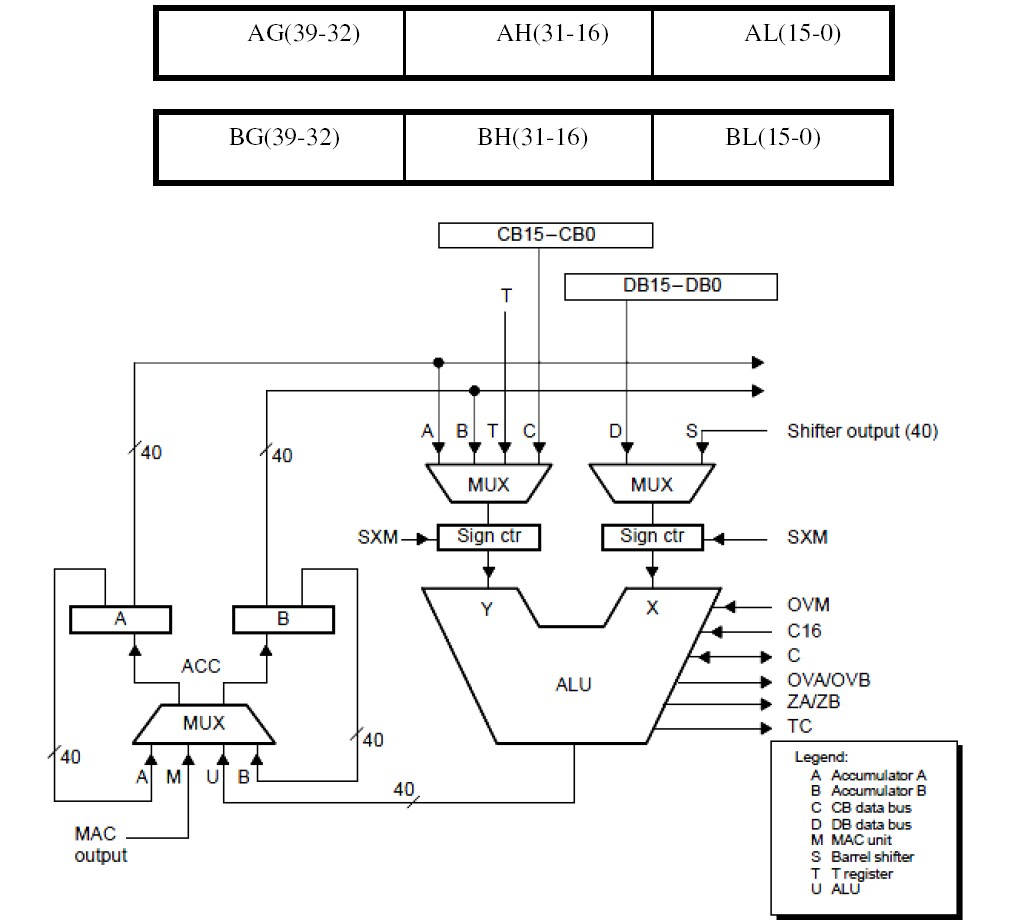 AG(39-32) AH(31-16) AL(15-0)
BG(39-32) BH(31-16) BL(15-0)
CB15–CB0
DB15–DB0
T
A B T C D S Shifter output (40)
40 40
MUX MUX
SXM Sign ctr Sign ctr SXM
Y X OVM
A B C16
C
ACC ALU OVA/OVB
ZA/ZB
MUX TC
40 40
A M U B
40
MAC
output
Legend:
A Accumulator A
B Accumulator B
C CB data bus
D DB data bus
M MAC unit
S Barrel shifter
T T register
U ALU